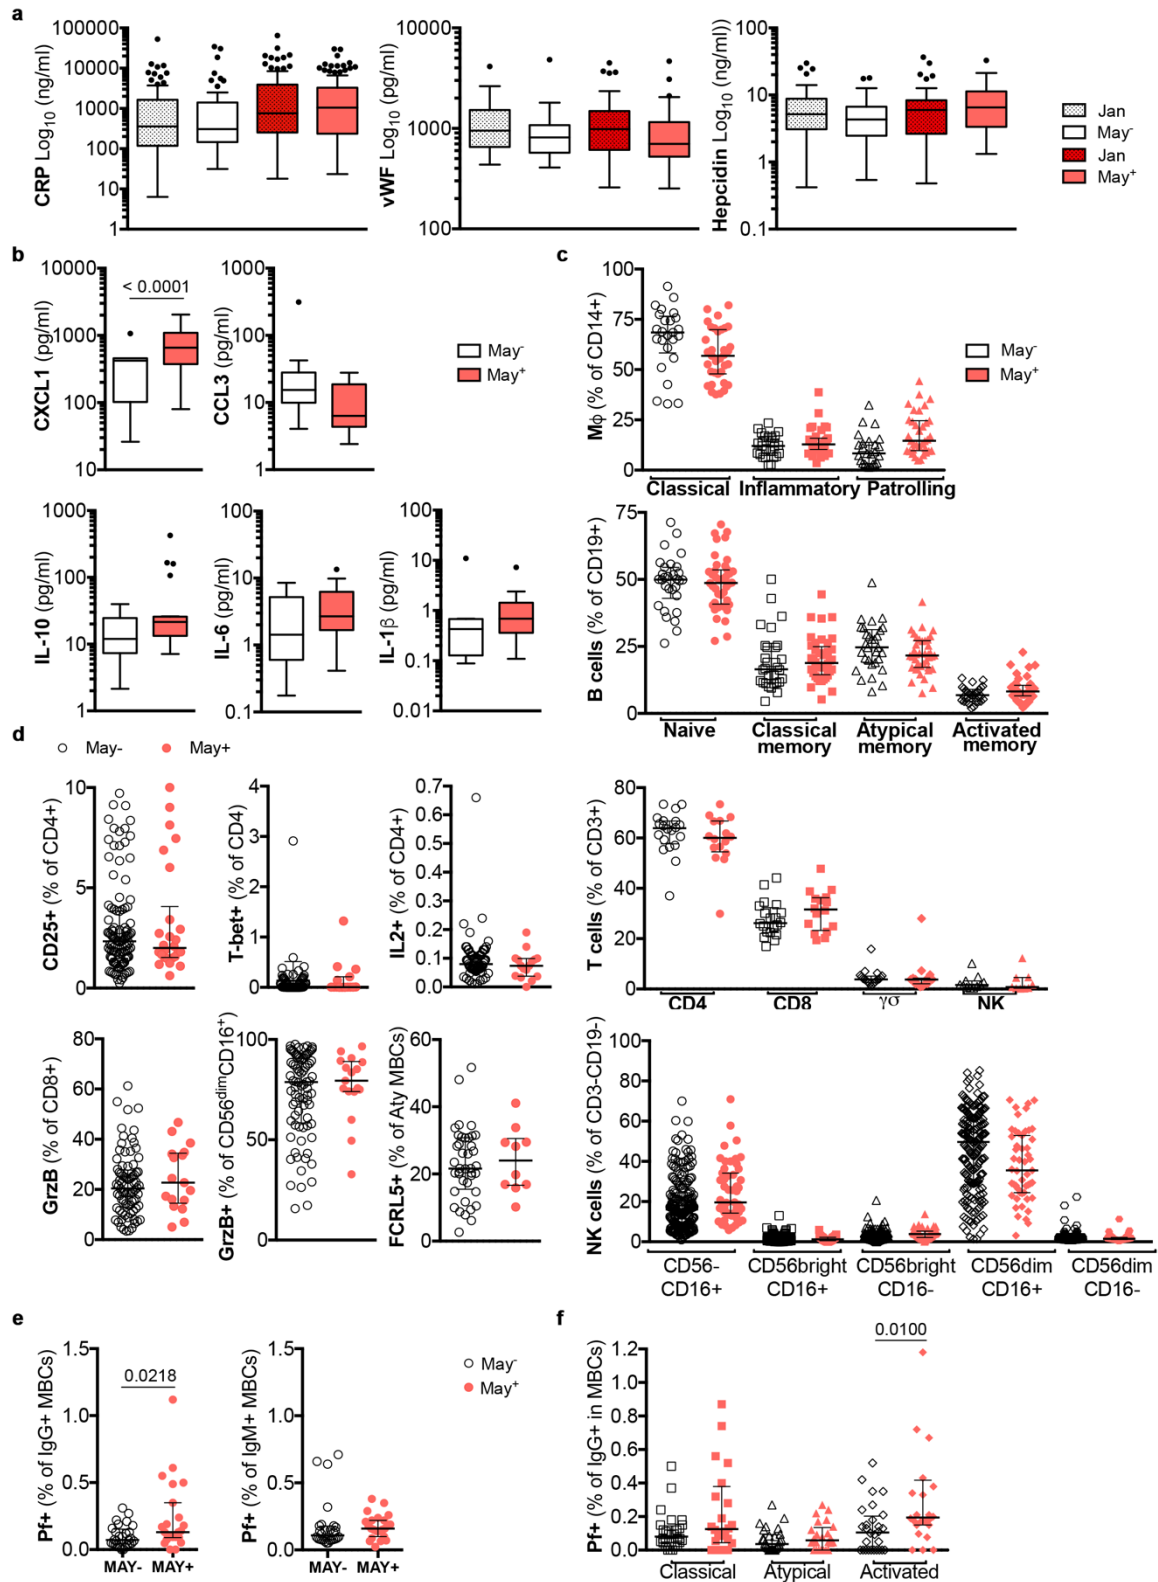 a
CRP Log10 (ng/ml)
100000
10000
1000
100
10
1
vWF Log10 (pg/ml)
10000
1000
100
Hepcidin Log10 (ng/ml))
100
10
1
0.1
Jan
May-
Jan
May+
b
CXCL1 (pg/ml)
10000
1000
100
10
< 0.0001
CCL3 (pg/ml)
1000
100
10
1
May-
May+
IL-10 (pg/ml)
1000
100
10
1
IL-6 (pg/ml)
100
10
1
0.1
IL-1β (pg/ml)
100
10
1
0.1
0.01
c
Mϕ (% of CD14+)
100
75
50
25
0
Classical Inflammatory Patrolling
May-
May+
B cells (% of CD19+)
75
50
25
0
Naive Classical Atypical Activated
memory memory memory
T cells (% of CD3+)
80
60
40
20
0
CD4 CD8 γσ NK
NK cells (% of CD3-CD19-)
100
80
60
40
20
0
CD56- CD56bright CD56bright CD56dim CD56dim
CD16+ CD16+ CD16- CD16+ CD16-
d
May- May+
CD25+ (% of CD4+)
10
5
0
T-bet+ (% of CD4)
4
3
2
1
0
IL2+ (% of CD4+)
0.7
0.6
0.5
0.4
0.3
0.2
0.1
0.0
GrzB (% of CD8+)
80
60
40
20
0
GrzB+ (% of CD56dimCD16+)
100
50
0
FCRL5+ (% of Aty MBCs)
60
40
20
0
e
Pf+ (% of IgG+ MBCs)
1.5
1.0
0.5
0.0
0.0218
MAY- MAY+
Pf+ (% of IgM+ MBCs)
1.5
1.0
0.5
0.0
MAY- MAY+
May-
May+
f
Pf+ (% of IgG+ in MBCs)
1.2
1.0
0.8
0.6
0.4
0.2
0.0
0.0100
Classical Atypical Activated